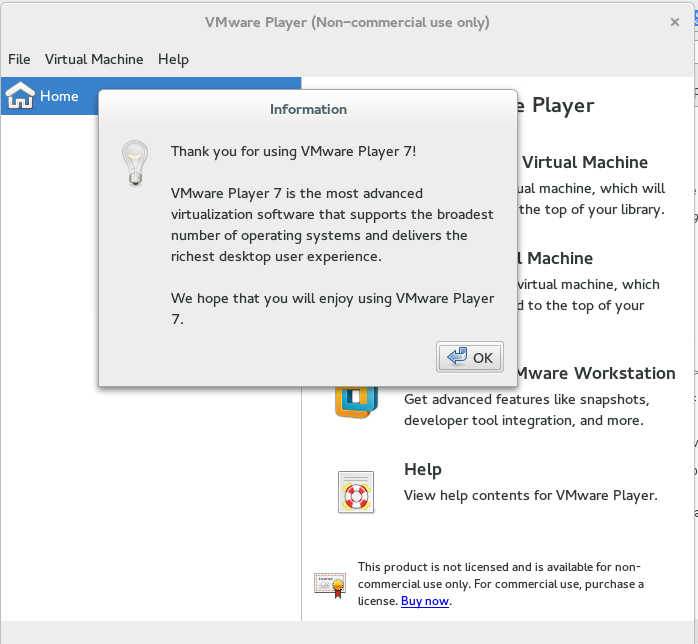 VMware Player (Non-commercial use only)
File Virtual Machine Help
Home
Information
Thank you for using VMware Player 7!
VMware Player 7 is the most advanced
virtualization software that supports the broadest
number of operating systems and delivers the
richest desktop user experience.
We hope that you will enjoy using VMware Player
7.
OK
Player
Virtual Machine
machine, which will
the top of your library.
Machine
virtual machine, which
to the top of your
Mware Workstation
Get advanced features like snapshots,
developer tool integration, and more.
Help
View help contents for VMware Player.
This product is not licensed and is available for non-
commercial use only. For commercial use, purchase a
license. Buy now.